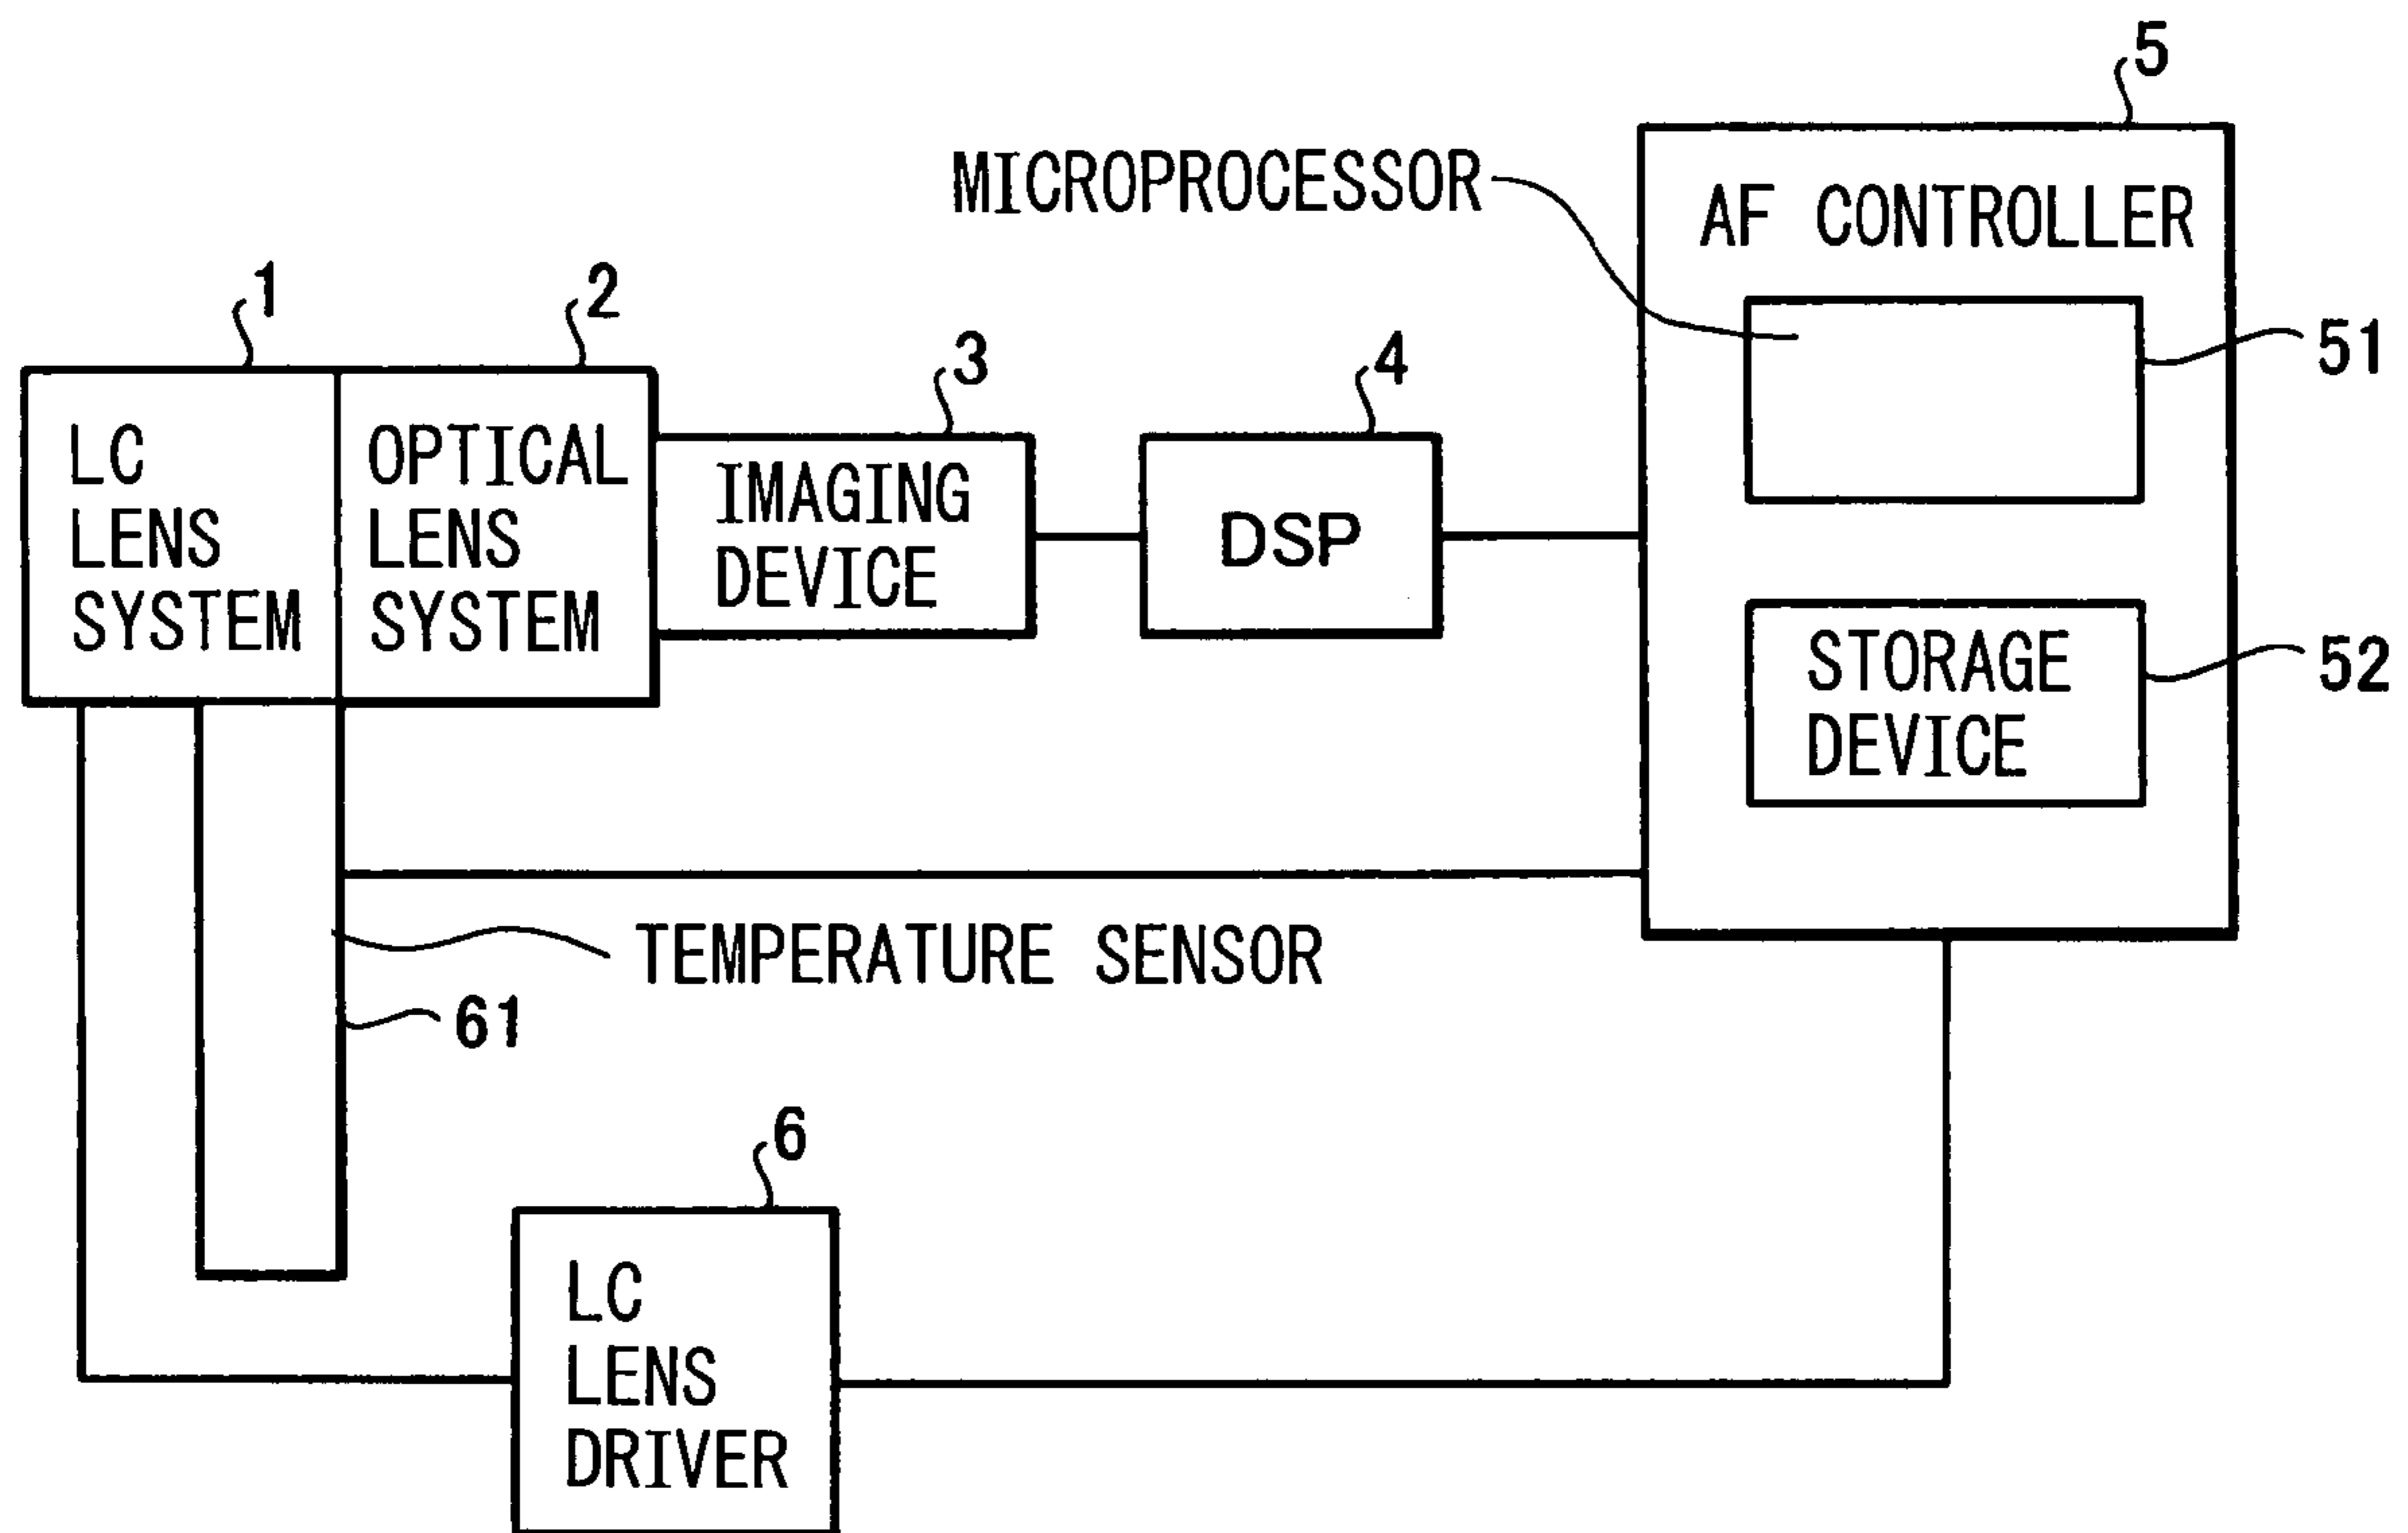 5
MICROPROCESSOR
AF CONTROLLER
1
2
3
4
51
LC
LENS
SYSTEM
OPTICAL
LENS
SYSTEM
IMAGING
DEVICE
DSP
STORAGE
DEVICE
52
TEMPERATURE SENSOR
61
6
LC
LENS
DRIVER